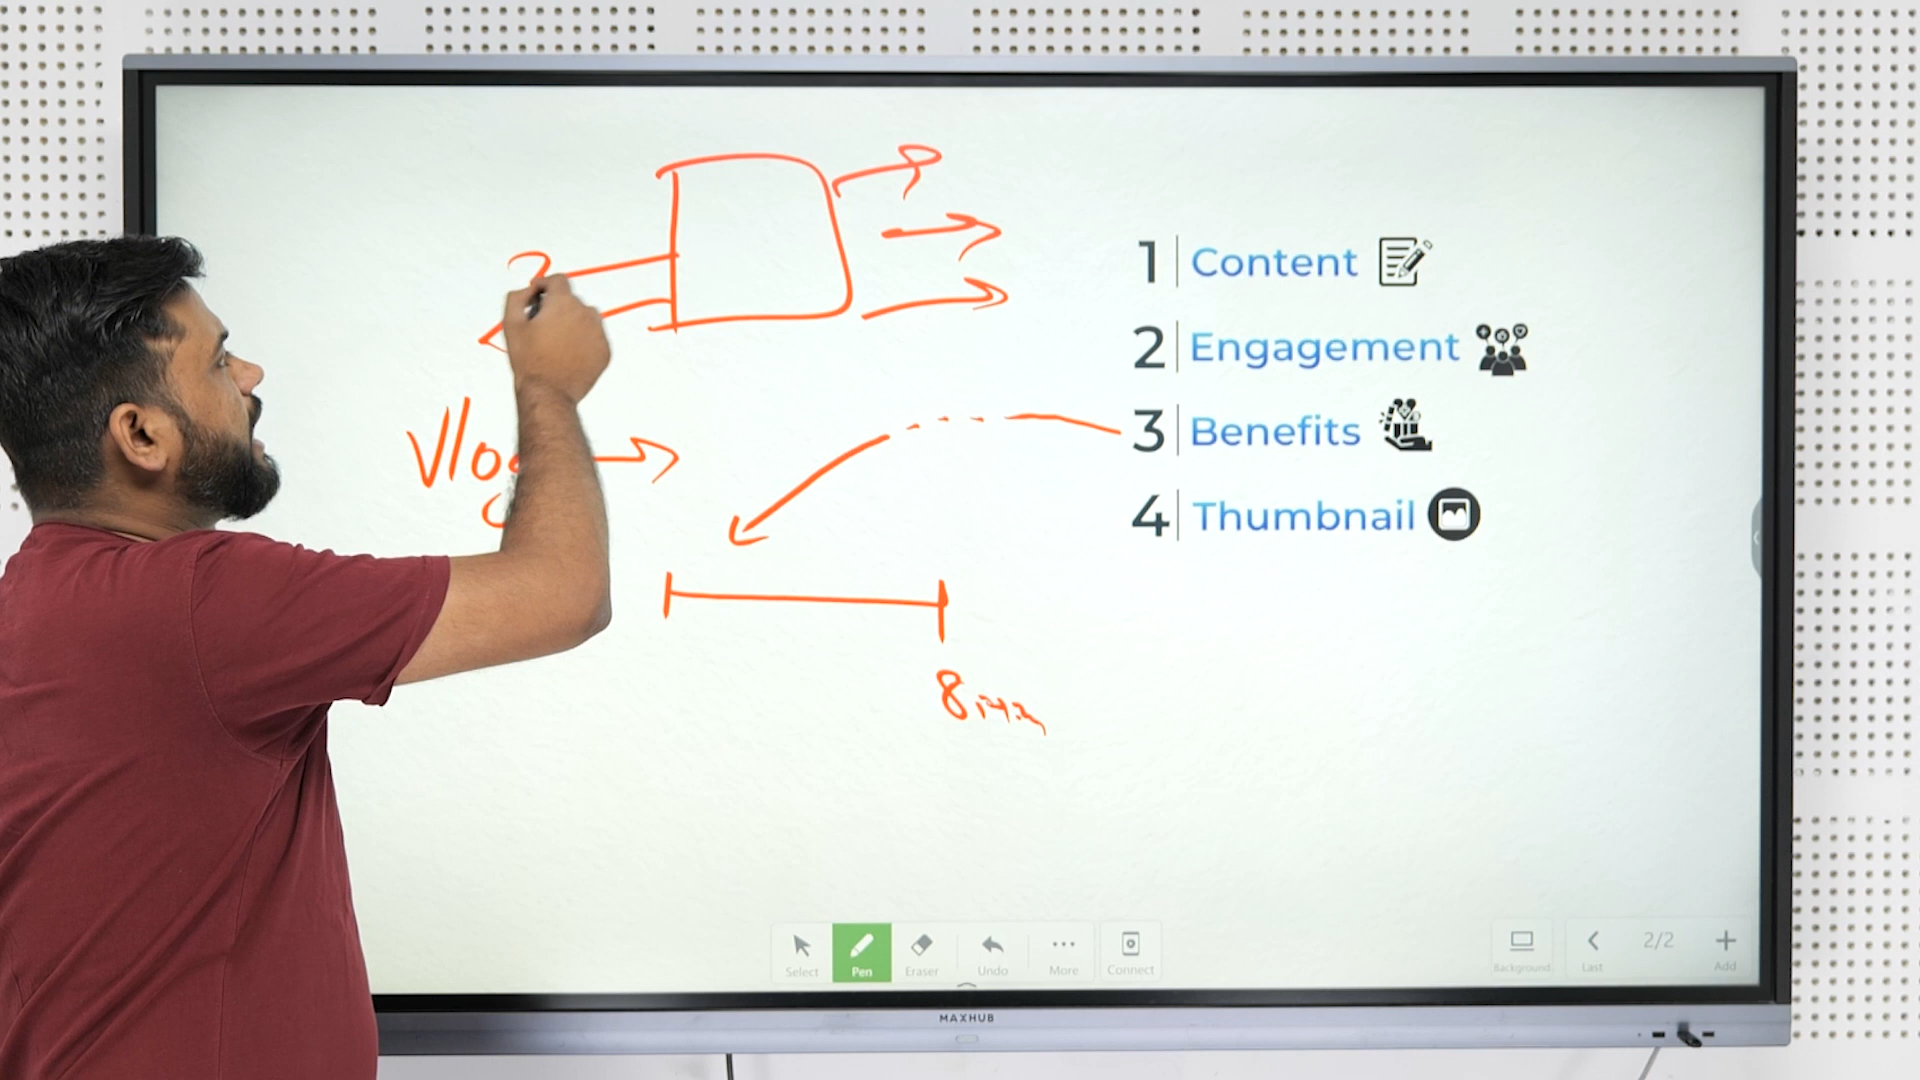 1 Content
2 Engagement
3 Benefits
4 Thumbnail
Vlog
8
Select
Pen
Eraser
Undo
More
Connect
Background
Last
2/2
Add
MAXHUB